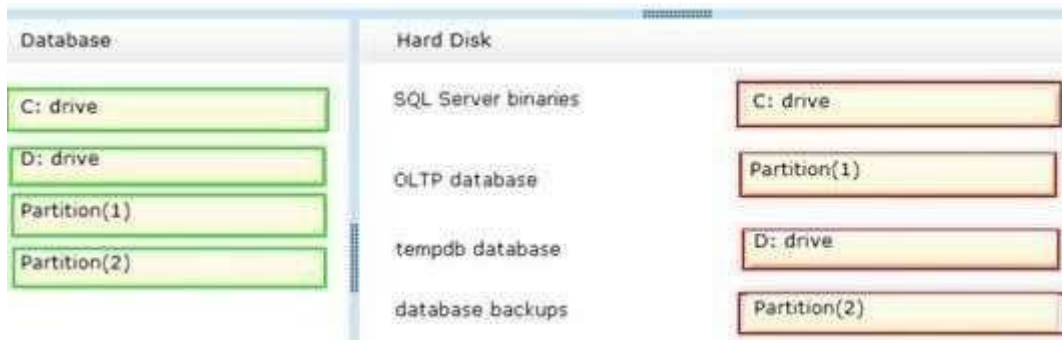 Database
C: drive
D: drive
Partition(1)
Partition(2)
Hard Disk
SQL Server binaries
C: drive
OLTP database
Partition(1)
tempdb database
D: drive
database backups
Partition(2)